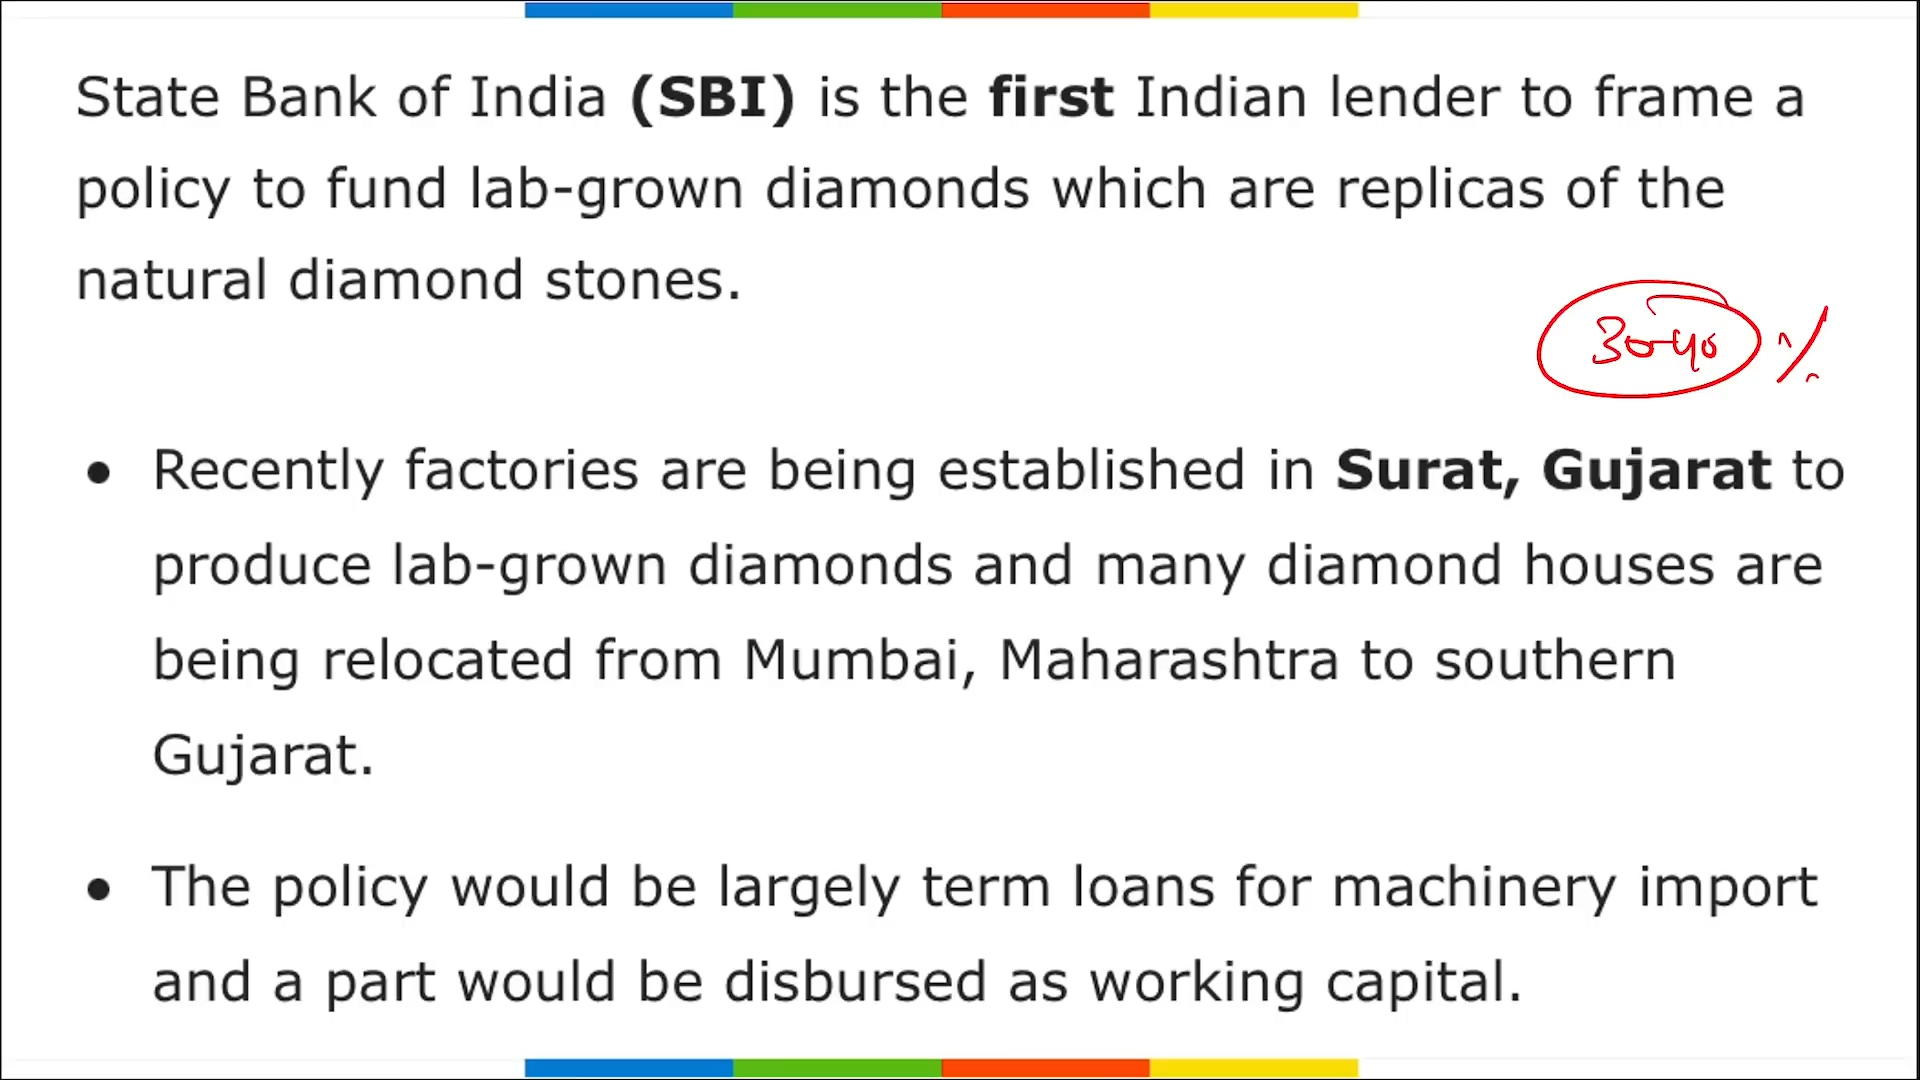 State Bank of India (SBI) is the first Indian lender to frame a
policy to fund lab-grown diamonds which are replicas of the
natural diamond stones.
30-40 %
• Recently factories are being established in Surat, Gujarat to
produce lab-grown diamonds and many diamond houses are
being relocated from Mumbai, Maharashtra to southern
Gujarat.
• The policy would be largely term loans for machinery import
and a part would be disbursed as working capital.